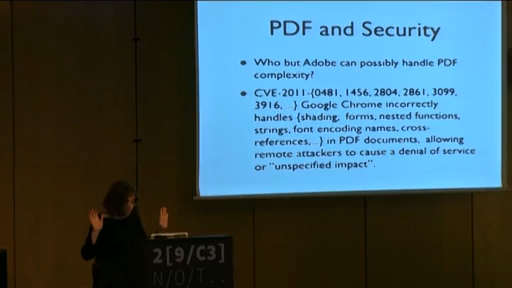 PDF and Security
• Who but Adobe can possibly handle PDF
complexity?
• CVE-2011-{0481, 1456, 2804, 2861, 3099,
3916, ...} Google Chrome incorrectly
handles {shading, forms, nested functions,
strings, font encoding names, cross-
references, ...} in PDF documents, allowing
remote attackers to cause a denial of service
or "unspecified impact".
2[9/C3]
N/O/T..